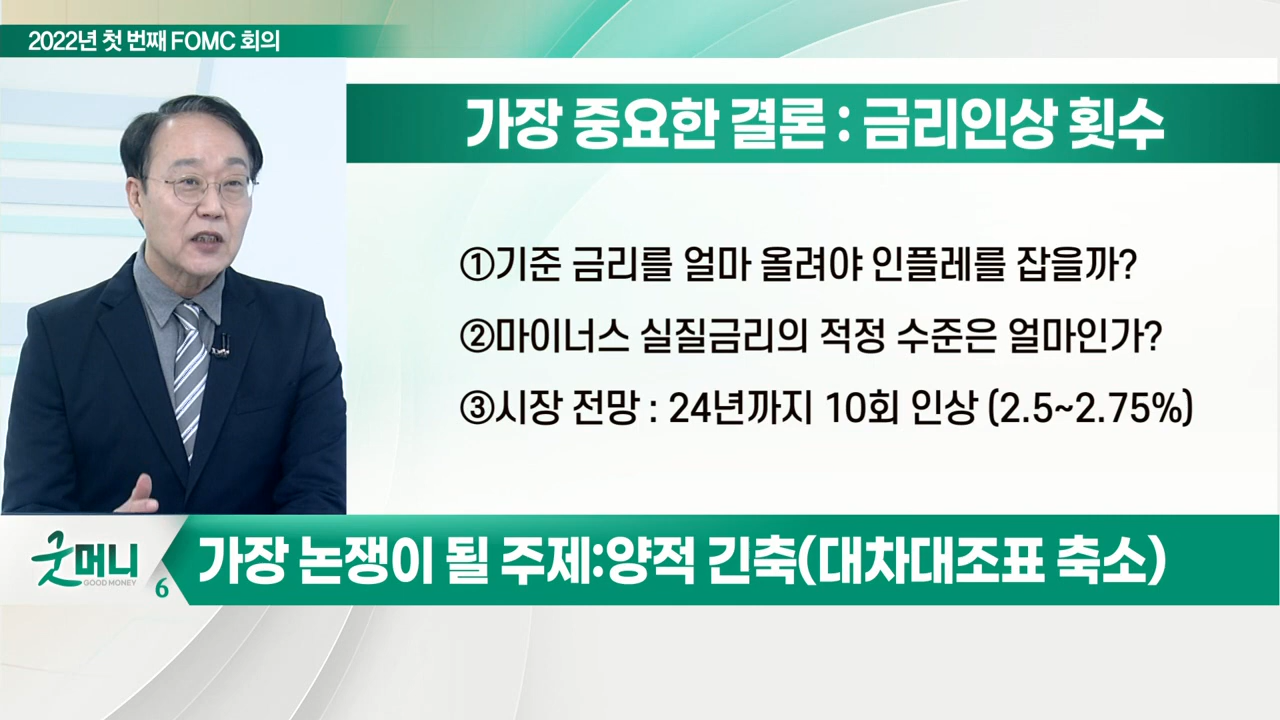 2022년 첫 번째 FOMC 회의
가장 중요한 결론 : 금리인상 횟수
①기준 금리를 얼마 올려야 인플레를 잡을까?
②마이너스 실질금리의 적정 수준은 얼마인가?
③시장 전망 : 24년까지 10회 인상 (2.5~2.75%)
굿머니
GOOD MONEY
6
가장 논쟁이 될 주제:양적 긴축(대차대조표 축소)